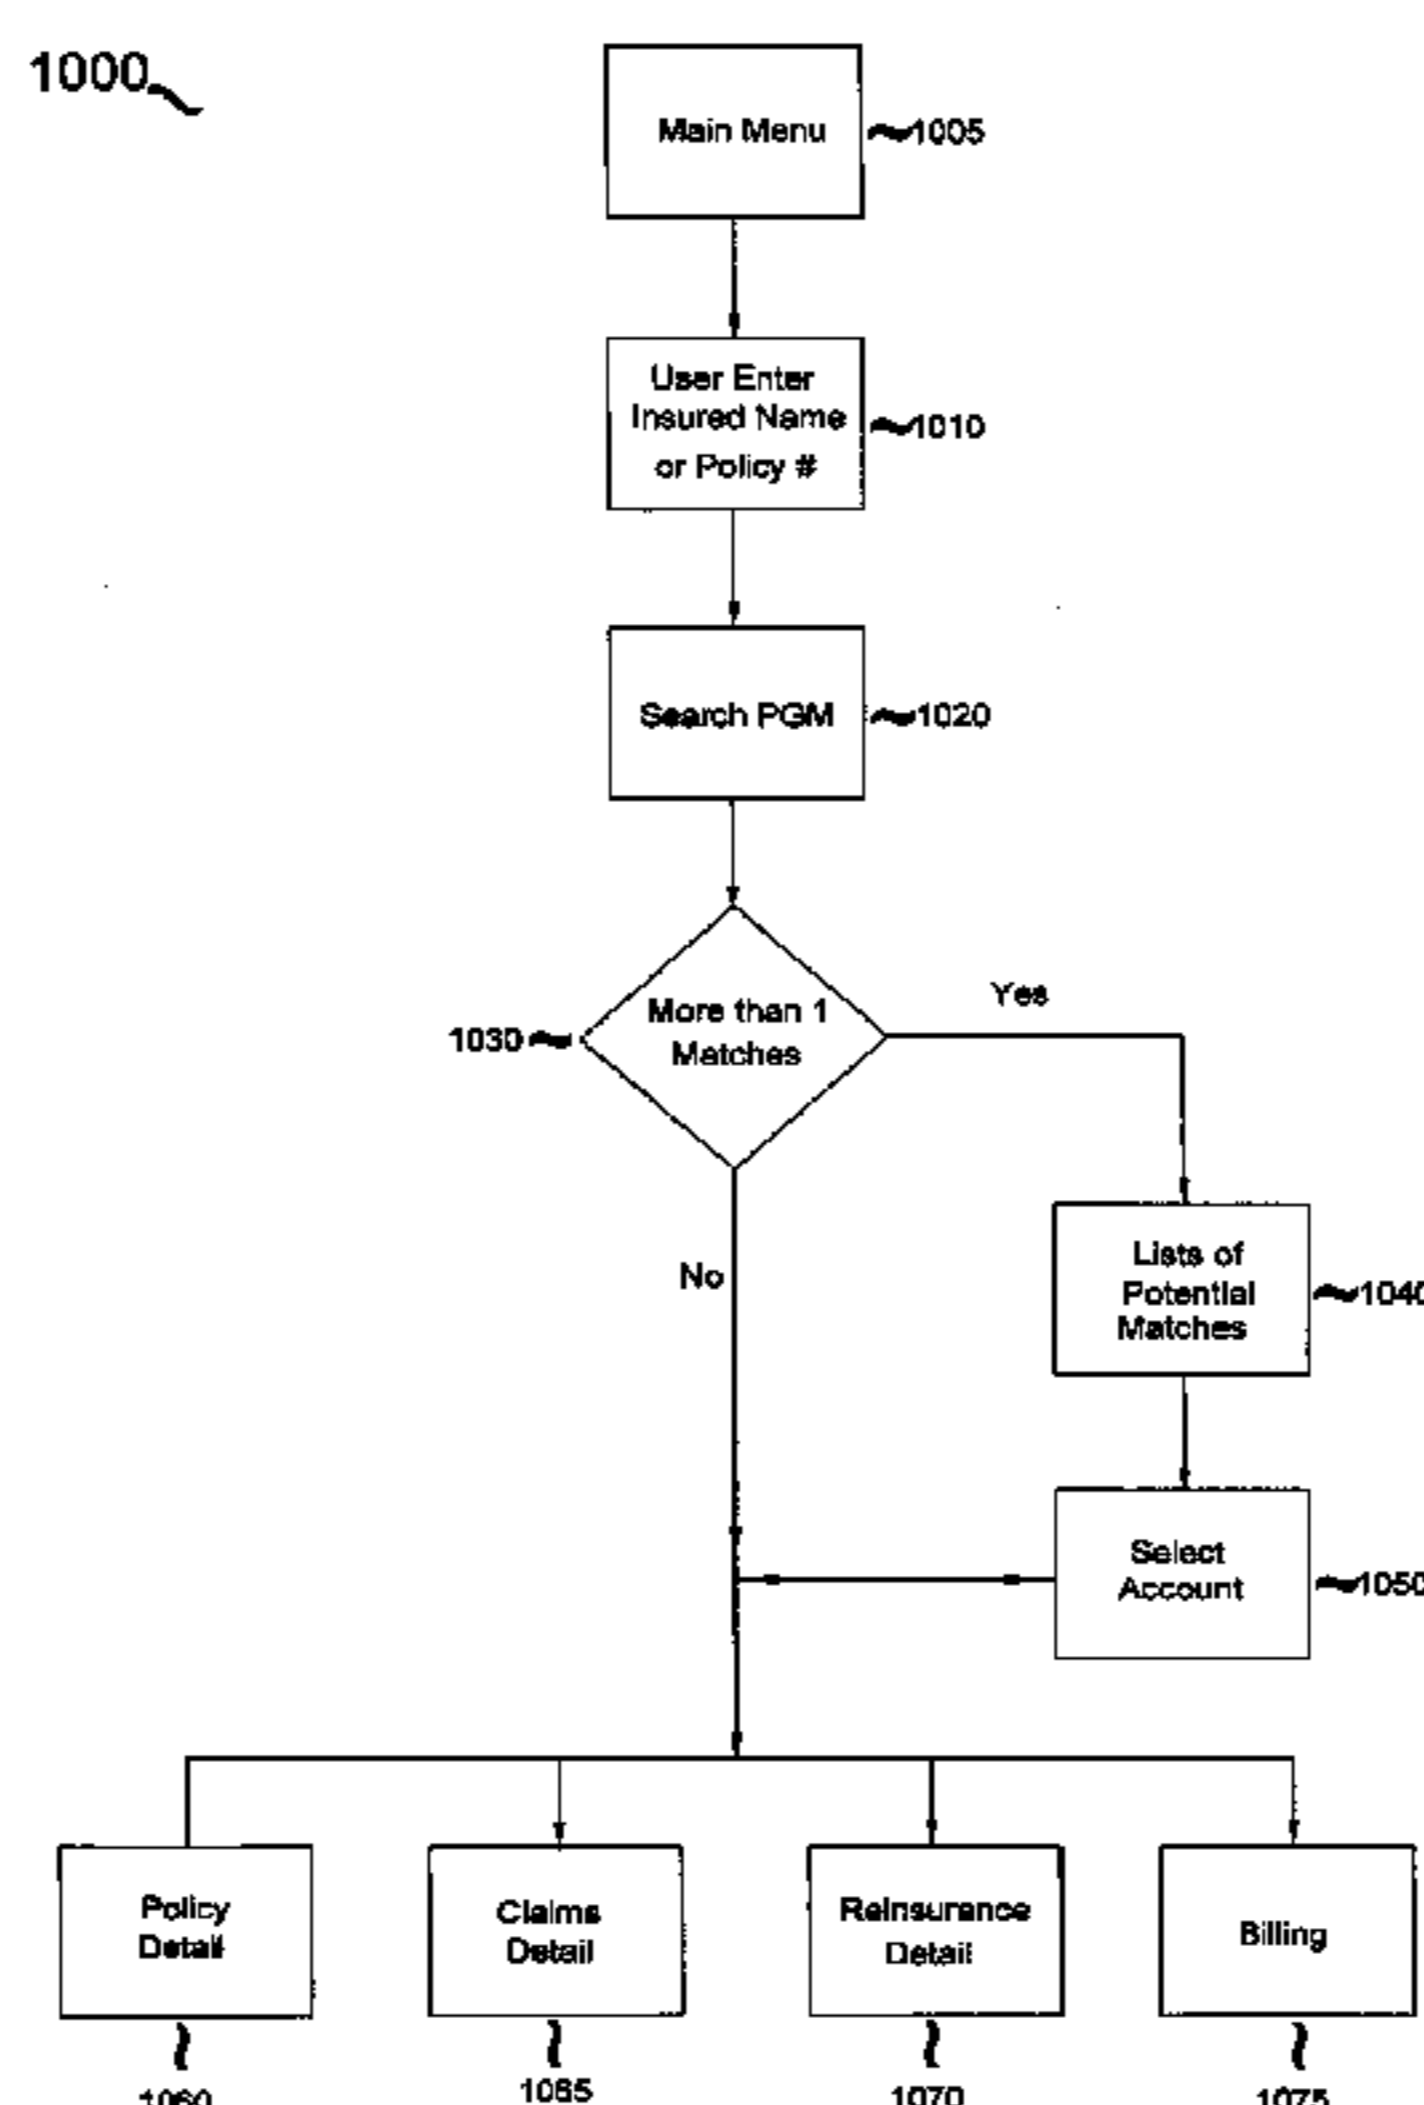 1000
Main Menu
1005
User Enter
Insured Name
or Policy #
1010
Search PGM
1020
More than 1
Matches
1030
Yes
No
Lists of
Potential
Matches
1040
Select
Account
1050
Policy
Detail
Claims
Detail
Reinsurance
Detail
Billing
1060
1065
1070
1075